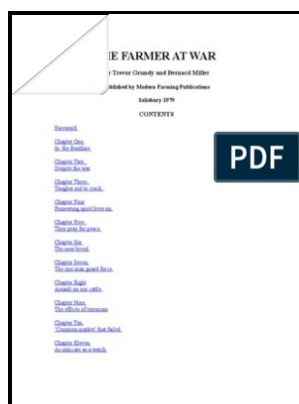 E FARMER AT WAR
Trevor Grundy and Bernard Miller
blished by Modern Farming Publications
Salisbury 1979
CONTENTS
PDF
Foreword.
Chapter One.
In the frontline.
Chapter Two.
Despite the war
Chapter Three.
Tougher nut to crack.
Chapter Four
Pioneering spirit lives on.
Chapter Five.
They pray for peace.
Chapter Six
The new breed.
Chapter Seven.
The one man guard force.
Chapter Eight
Assault on our cattle.
Chapter Nine.
The effects of terrorism
Chapter Ten.
'Common market' that failed.
Chapter Eleven.
As intricate as a watch.